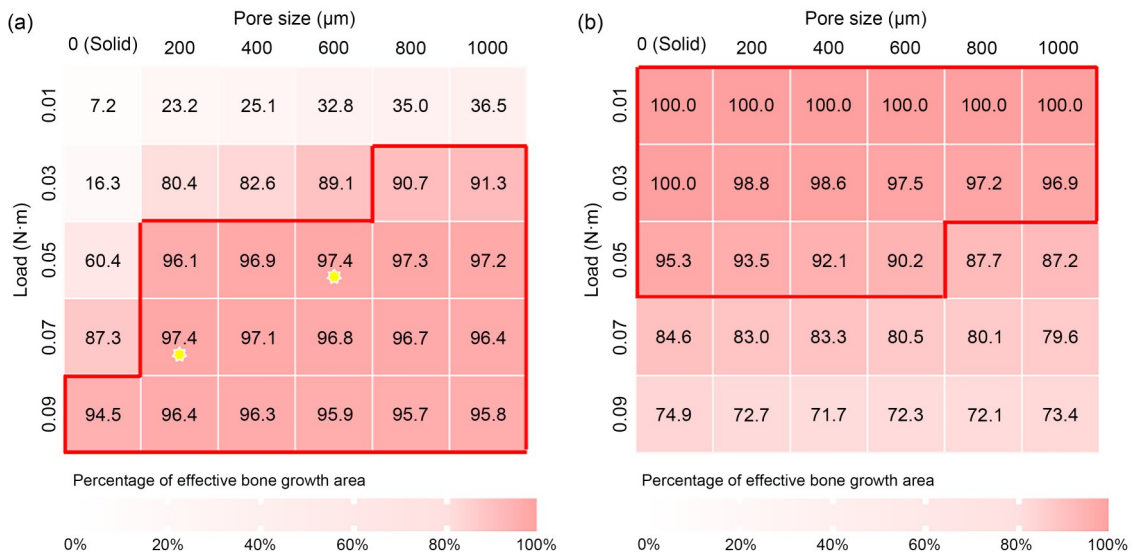 (a)
Pore size (μm)
0 (Solid) 200 400 600 800 1000
Load (N·m)
0.01 7.2 23.2 25.1 32.8 35.0 36.5
0.03 16.3 80.4 82.6 89.1 90.7 91.3
0.05 60.4 96.1 96.9 97.4 97.3 97.2
0.07 87.3 97.4 97.1 96.8 96.7 96.4
0.09 94.5 96.4 96.3 95.9 95.7 95.8
Percentage of effective bone growth area
0% 20% 40% 60% 80% 100%
(b)
Pore size (μm)
0 (Solid) 200 400 600 800 1000
Load (N·m)
0.01 100.0 100.0 100.0 100.0 100.0 100.0
0.03 100.0 98.8 98.6 97.5 97.2 96.9
0.05 95.3 93.5 92.1 90.2 87.7 87.2
0.07 84.6 83.0 83.3 80.5 80.1 79.6
0.09 74.9 72.7 71.7 72.3 72.1 73.4
Percentage of effective bone growth area
0% 20% 40% 60% 80% 100%